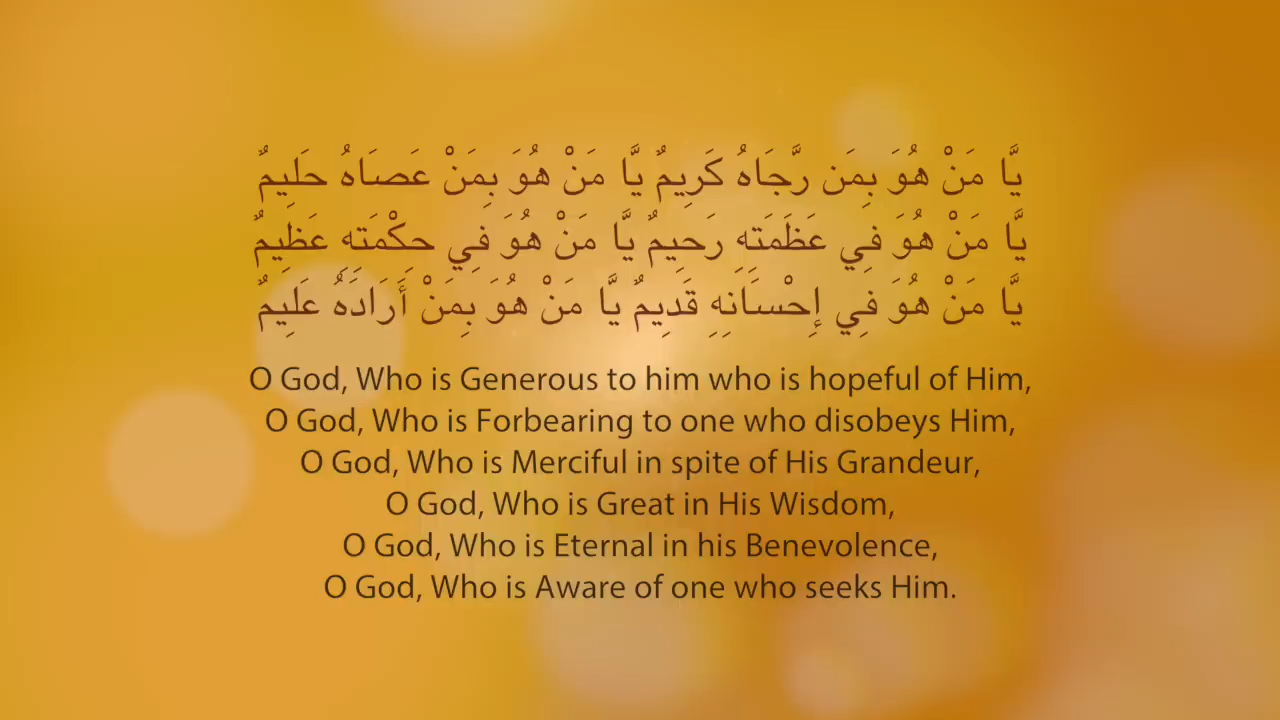 يَّا مَنْ هُوَ بِمَن رَّجَاهُ كَرِيمٌ يَّا مَنْ هُوَ بِمَنْ عَصَاهُ حَلِيمٌ
يَّا مَنْ هُوَ فِي عَظَمَتِهِ رَحِيمٌ يَّا مَنْ هُوَ فِي حِكْمَتِهِ عَظِيمٌ
يَّا مَنْ هُوَ فِي إِحْسَانِهِ قَدِيمٌ يَّا مَنْ هُوَ بِمَنْ أَرَادَهُ عَلِيمٌ
O God, Who is Generous to him who is hopeful of Him,
O God, Who is Forbearing to one who disobeys Him,
O God, Who is Merciful in spite of His Grandeur,
O God, Who is Great in His Wisdom,
O God, Who is Eternal in his Benevolence,
O God, Who is Aware of one who seeks Him.